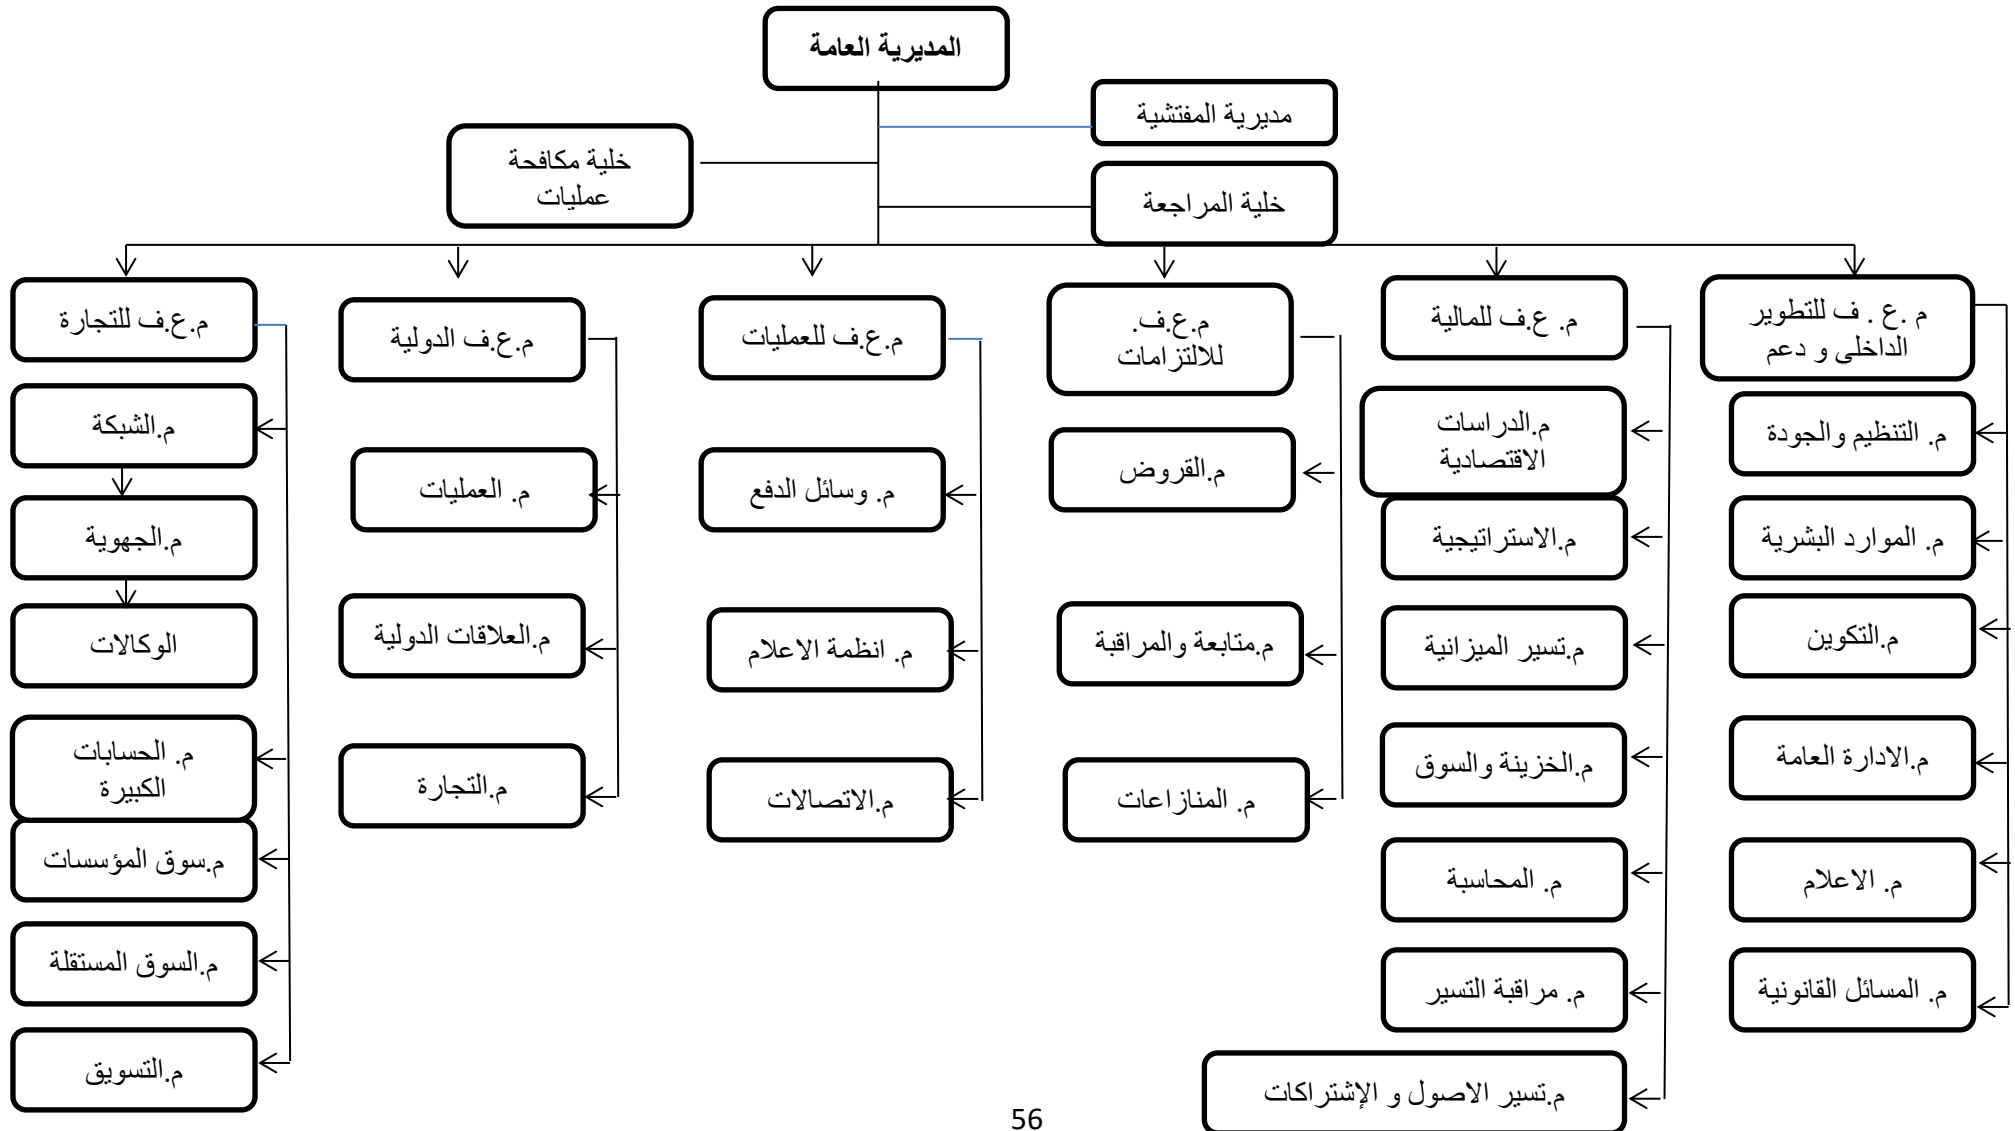 المديرية العامة
مديرية المفتشية
خلية مكافحة
عمليات
خلية المراجعة
م .ع . ف للتطوير
الداخلي و دعم
م. التنظيم والجودة
م. الموارد البشرية
م.التكوين
م.الادارة العامة
م. الاعلام
م. المسائل القانونية
م. ع.ف للمالية
م.الدراسات
الاقتصادية
م.الاستراتيجية
م.تسير الميزانية
م.الخزينة والسوق
م. المحاسبة
م. مراقبة التسير
م.تسير الاصول و الإشتراكات
م.ع.ف.
للالتزامات
م.القروض
م.متابعة والمراقبة
م. المنازاعات
م.ع.ف للعمليات
م. وسائل الدفع
م. انظمة الاعلام
م.الاتصالات
م.ع.ف الدولية
م. العمليات
م.العلاقات الدولية
م.التجارة
م.ع.ف للتجارة
م.الشبكة
م.الجهوية
الوكالات
م. الحسابات
الكبيرة
م.سوق المؤسسات
م.السوق المستقلة
م.التسويق
56